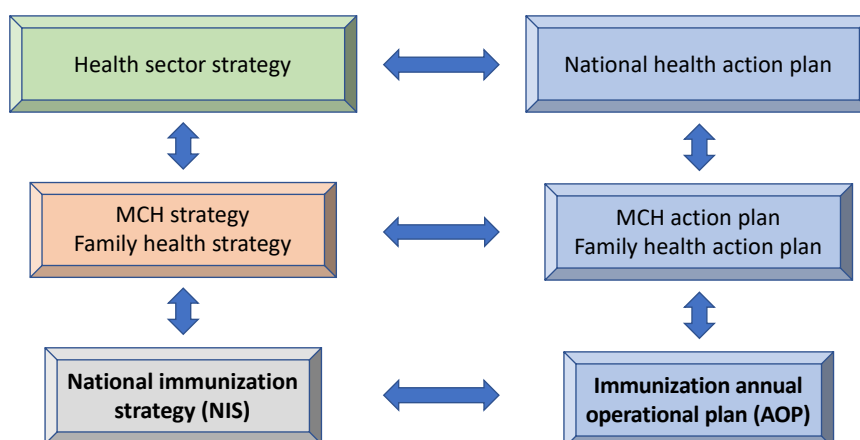 Health sector strategy
National health action plan
MCH strategy
Family health strategy
MCH action plan
Family health action plan
National immunization
strategy (NIS)
Immunization annual
operational plan (AOP)